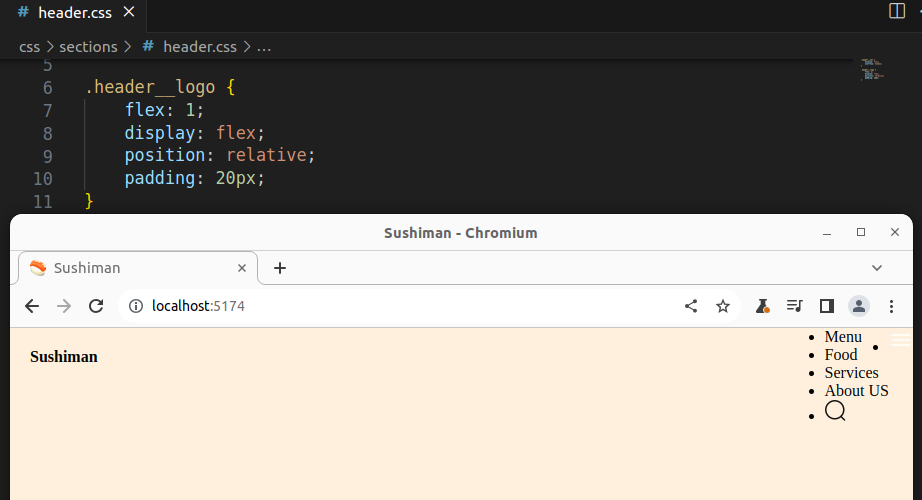 # header.css ×
css > sections > # header.css > ...
5
6 .header__logo {
7 flex: 1;
8 display: flex;
9 position: relative;
10 padding: 20px;
11 }
Sushiman - Chromium
Sushiman
localhost:5174
Sushiman
Menu
Food
Services
About US